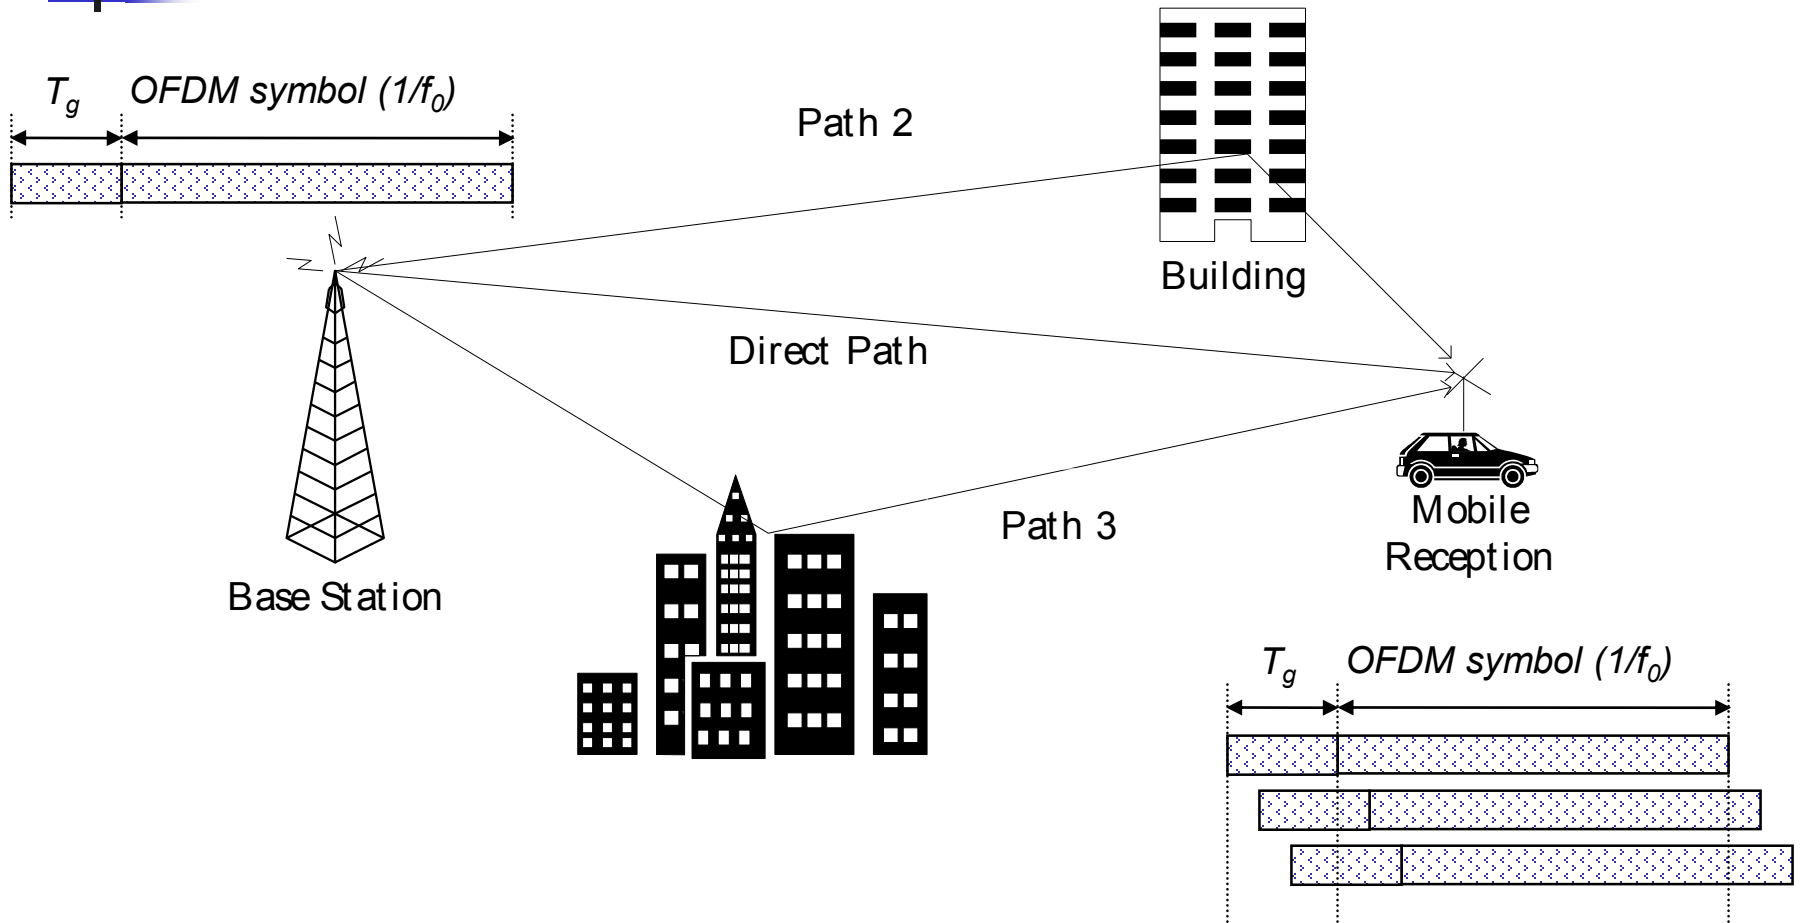 T_g OFDM symbol (1/f_0)
Path 2
Building
Direct Path
Path 3
Mobile
Reception
Base Station
T_g OFDM symbol (1/f_0)